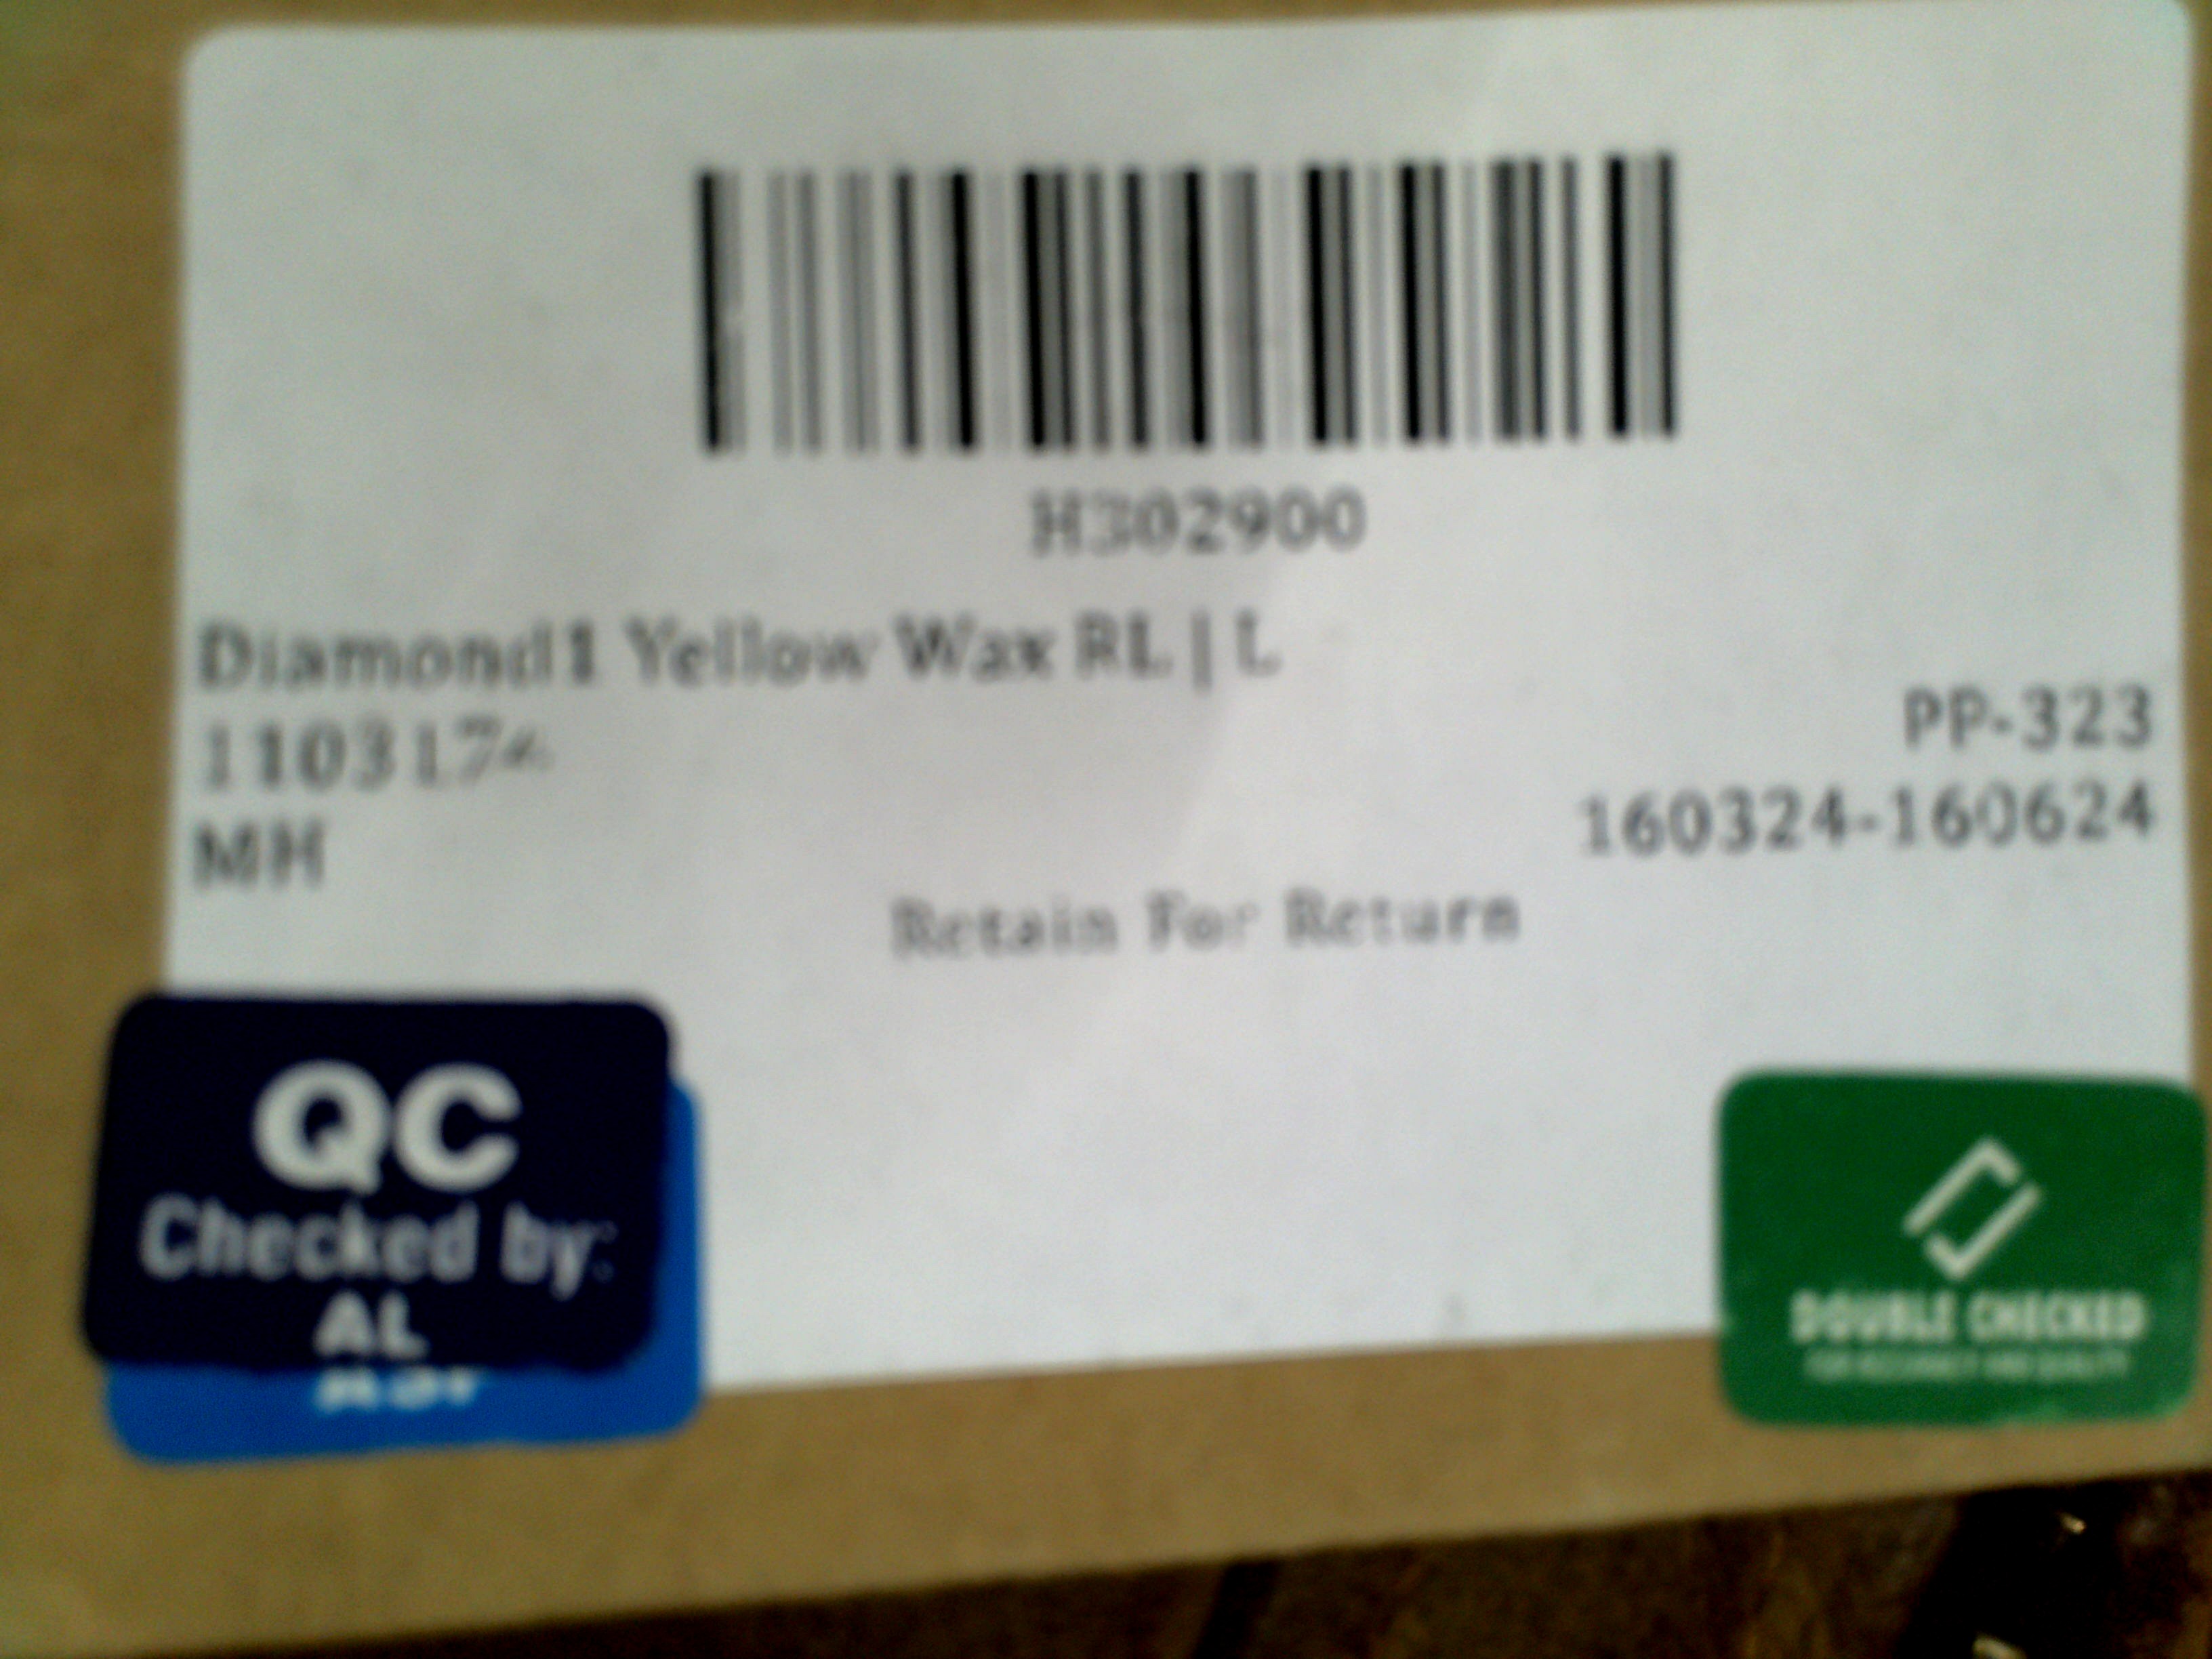 H302900
Diamond1 Yellow Wax RL | L
PP-323
MH
160324-160624
Retain For Return
QC
Checked by:
AL
DOUBLE CHECKED